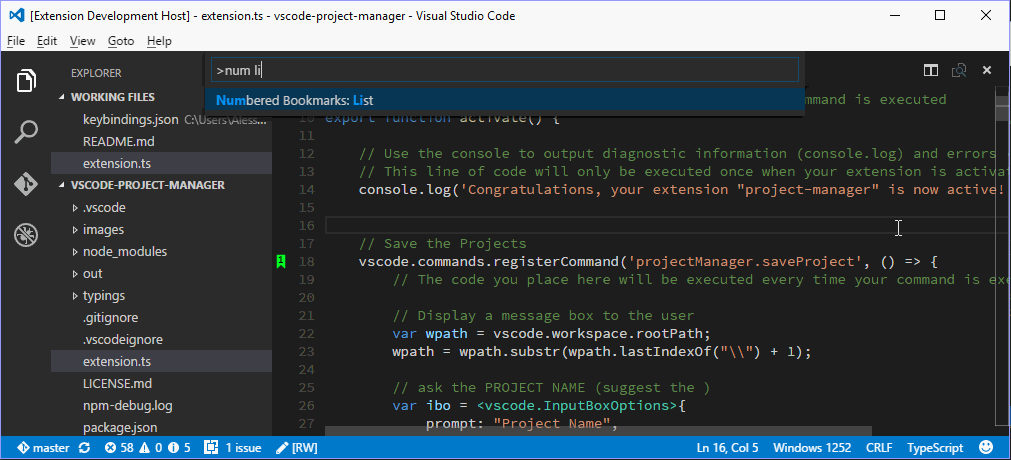 [Extension Development Host] - extension.ts - vscode-project-manager - Visual Studio Code
File Edit View Goto Help
EXPLORER
WORKING FILES
keybindings.json C:\Users\Aless...
README.md
extension.ts
VSCODE-PROJECT-MANAGER
.vscode
images
node_modules
out
typings
.gitignore
.vscodeignore
extension.ts
LICENSE.md
npm-debug.log
package.json
>num li
Numbered Bookmarks: List
command is executed
10 export function activate() {
11
12 // Use the console to output diagnostic information (console.log) and errors
13 // This line of code will only be executed once when your extension is activa
14 console.log('Congratulations, your extension "project-manager" is now active!
15
16
17 // Save the Projects
1
18 vscode.commands.registerCommand('projectManager.saveProject', () => {
19 // The code you place here will be executed every time your command is exe
20
21 // Display a message box to the user
22 var wpath = vscode.workspace.rootPath;
23 wpath = wpath.substr(wpath.lastIndexOf("\\") + 1);
24
25 // ask the PROJECT NAME (suggest the )
26 var ibo = <vscode.InputBoxOptions>{
27 prompt: "Project Name",
master 58 0 5 1 issue [RW] Ln 16, Col 5 Windows 1252 CRLF TypeScript